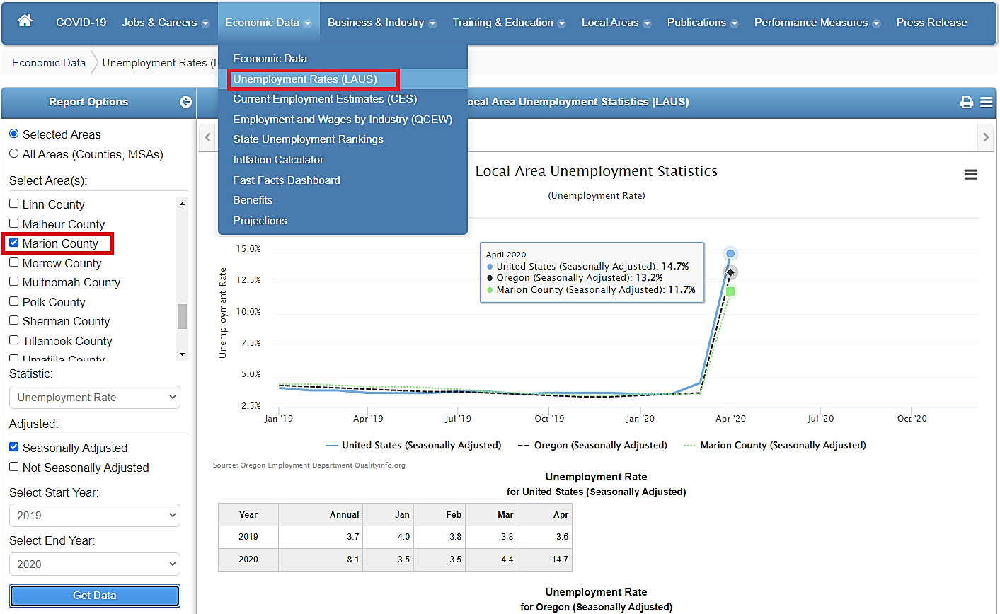 COVID-19 Jobs & Careers Economic Data Business & Industry Training & Education Local Areas Publications Performance Measures Press Release
Economic Data Unemployment Rates (L
Economic Data
Unemployment Rates (LAUS)
Current Employment Estimates (CES)
Employment and Wages by Industry (QCEW)
State Unemployment Rankings
Inflation Calculator
Fast Facts Dashboard
Benefits
Projections
Report Options
Selected Areas
All Areas (Counties, MSAs)
Select Area(s):
Linn County
Malheur County
Marion County
Morrow County
Multnomah County
Polk County
Sherman County
Tillamook County
Umatilla County
Statistic:
Unemployment Rate
Adjusted:
Seasonally Adjusted
Not Seasonally Adjusted
Select Start Year:
2019
Select End Year:
2020
Get Data
ocal Area Unemployment Statistics (LAUS)
Local Area Unemployment Statistics
(Unemployment Rate)
Unemployment Rate
15.0%
12.5%
10.0%
7.5%
5.0%
2.5%
April 2020
United States (Seasonally Adjusted): 14.7%
Oregon (Seasonally Adjusted): 13.2%
Marion County (Seasonally Adjusted): 11.7%
Jan '19 Apr '19 Jul '19 Oct '19 Jan '20 Apr '20 Jul '20 Oct '20
United States (Seasonally Adjusted) Oregon (Seasonally Adjusted) Marion County (Seasonally Adjusted)
Source: Oregon Employment Department QualityInfo.org
Unemployment Rate
for United States (Seasonally Adjusted)
Year Annual Jan Feb Mar Apr
2019 3.7 4.0 3.8 3.8 3.6
2020 8.1 3.5 3.5 4.4 14.7
Unemployment Rate
for Oregon (Seasonally Adjusted)